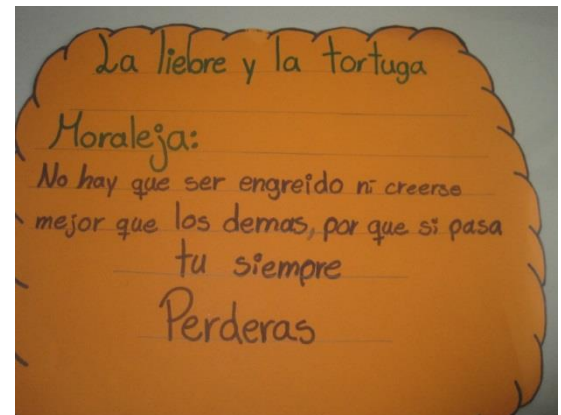 La liebre y la tortuga
Moraleja:
No hay que ser engreido ni creerse
mejor que los demas, por que si pasa
tu siempre
Perderas